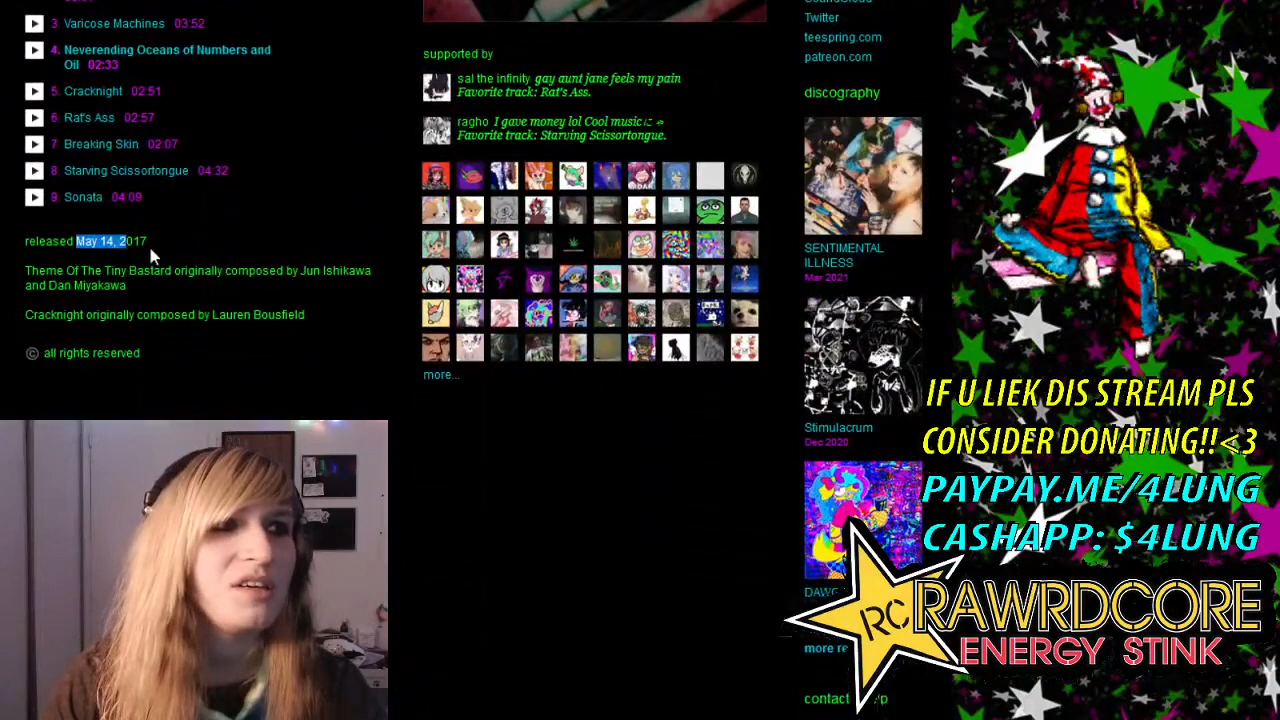 3. Varicose Machines 03:52
4. Neverending Oceans of Numbers and
Oil 02:33
5. Cracknight 02:51
6. Rat's Ass 02:57
7. Breaking Skin 02:07
8. Starving Scissortongue 04:32
9. Sonata 04:09
released May 14, 2017
Theme Of The Tiny Bastard originally composed by Jun Ishikawa
and Dan Miyakawa
Cracknight originally composed by Lauren Bousfield
© all rights reserved
supported by
sal the infinity gay aunt jane feels my pain
Favorite track: Rat's Ass.
ragho I gave money lol Cool music
Favorite track: Starving Scissortongue.
more...
Twitter
teespring.com
patreon.com
discography
SENTIMENTAL
ILLNESS
Mar 2021
Stimulacrum
Dec 2020
DAWG
more re
contact
IF U LIEK DIS STREAM PLS
CONSIDER DONATING!!<3
PAYPAY.ME/4LUNG
CASHAPP: $4LUNG
RC RAWRDCORE
ENERGY STINK